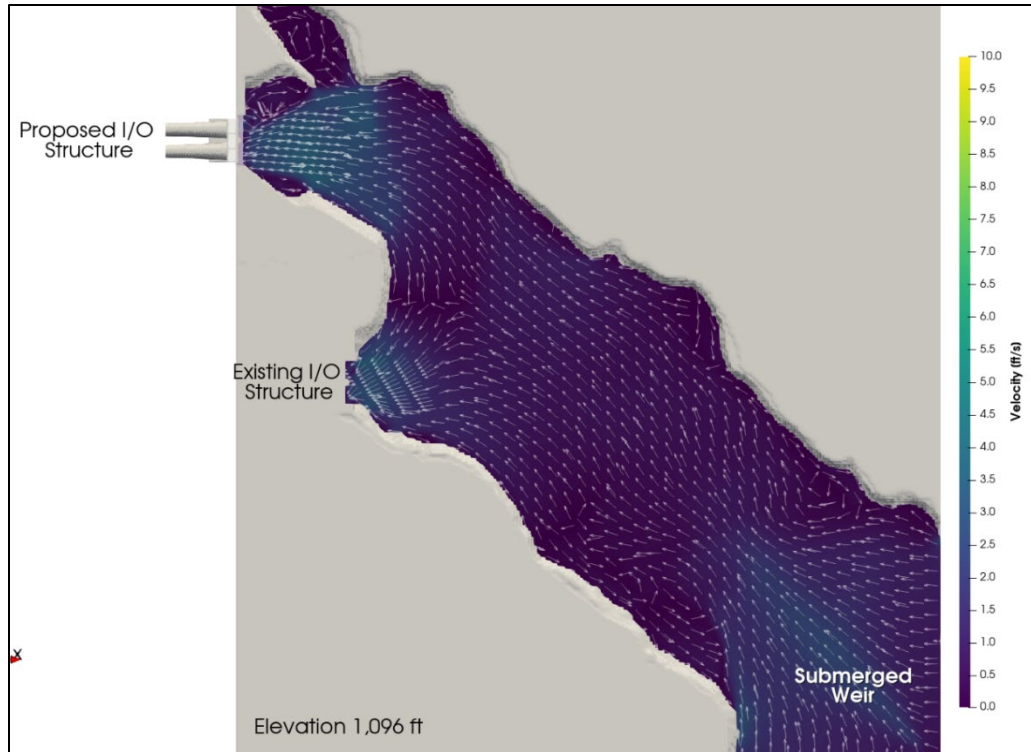 Proposed I/O
Structure
Existing I/O
Structure
Submerged
Weir
Elevation 1,096 ft
X
10.0
9.5
9.0
8.5
8.0
7.5
7.0
6.5
6.0
5.5
5.0
4.5
4.0
3.5
3.0
2.5
2.0
1.5
1.0
0.5
0.0
Velocity (ft/s)